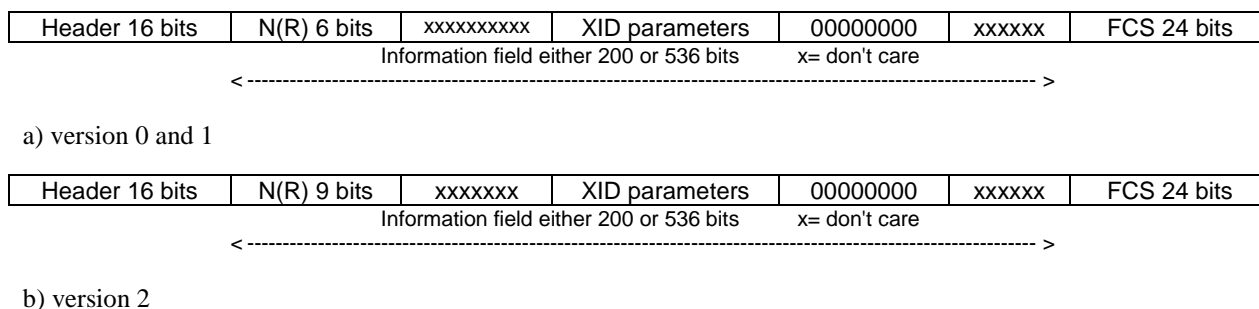 Header 16 bits N(R) 6 bits xxxxxxxxxx XID parameters 00000000 xxxxxx FCS 24 bits
Information field either 200 or 536 bits x= don't care
< ---------------------------------------------------------------------------------------------------------------- >
a) version 0 and 1
Header 16 bits N(R) 9 bits xxxxxxx XID parameters 00000000 xxxxxx FCS 24 bits
Information field either 200 or 536 bits x= don't care
< ---------------------------------------------------------------------------------------------------------------- >
b) version 2